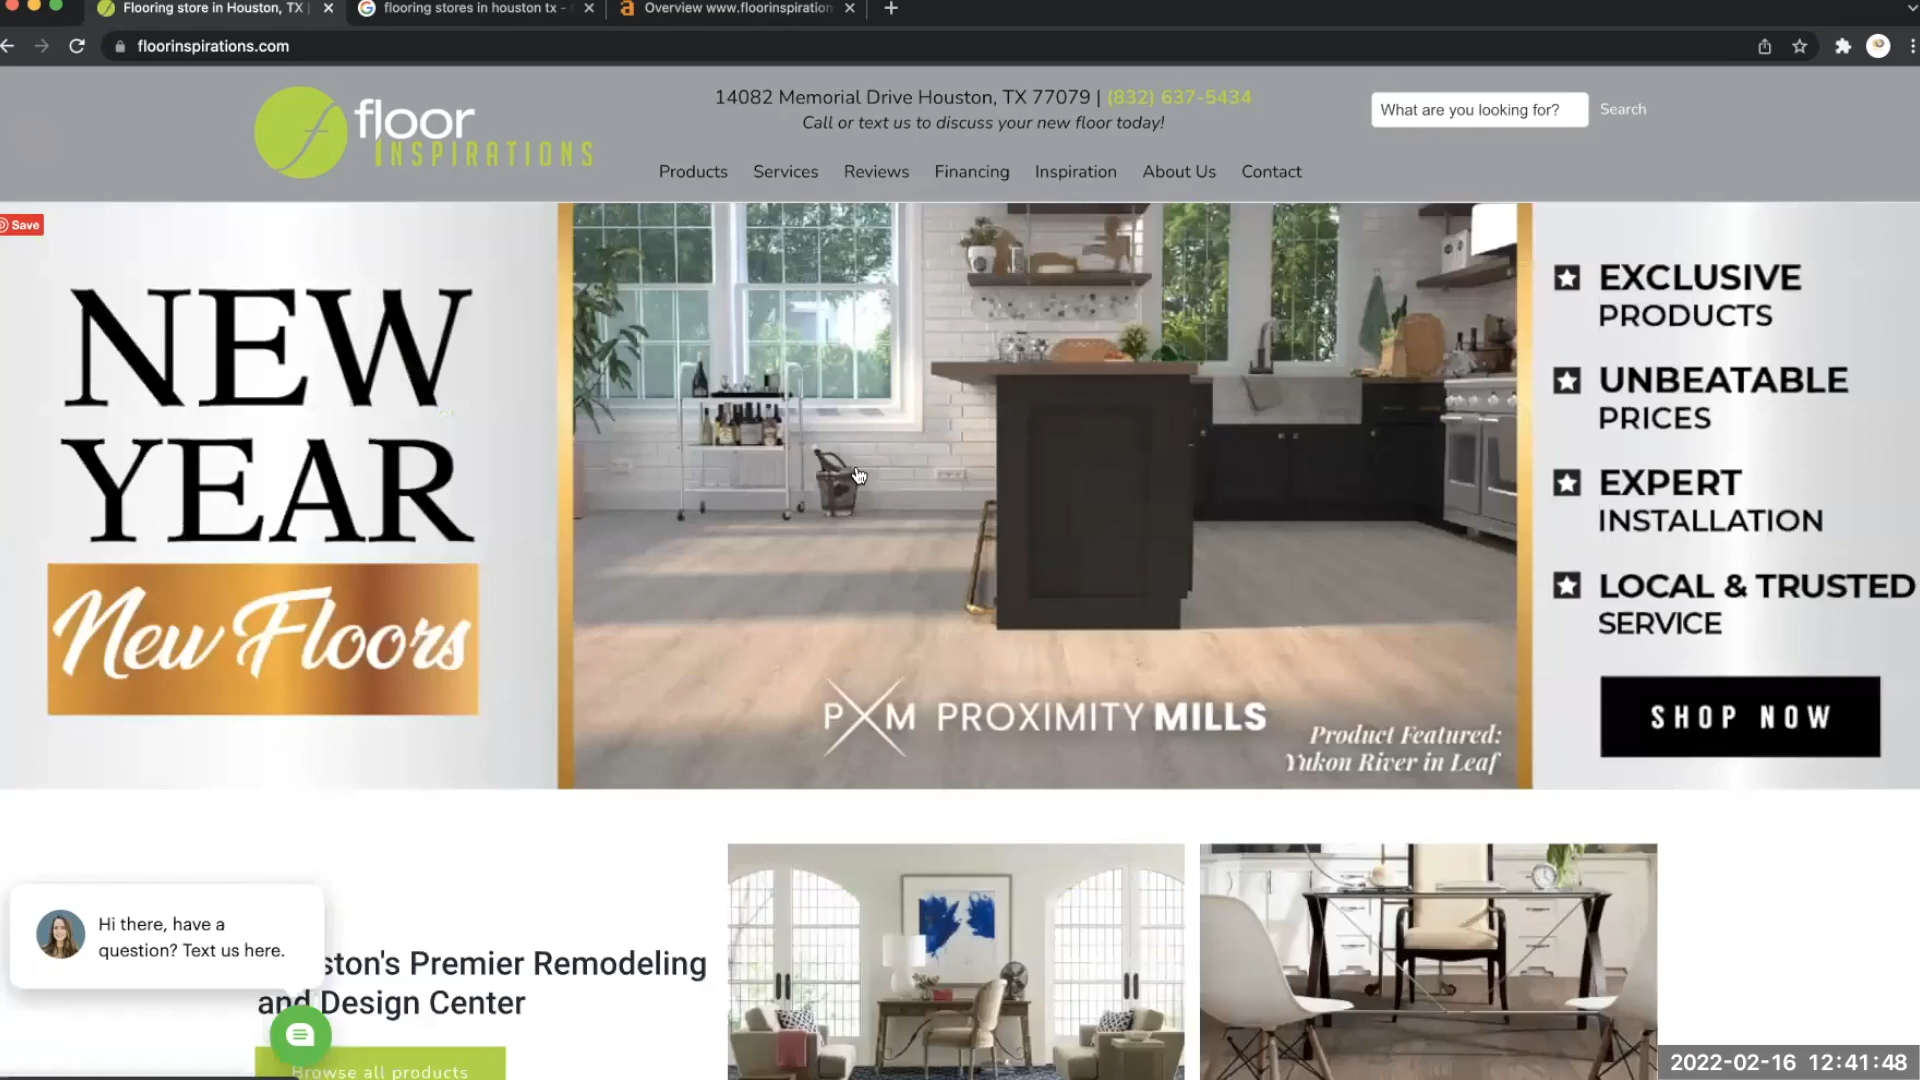 Flooring store in Houston, TX |
flooring stores in houston tx -
Overview www.floorinspiration
floorinspirations.com
floor
INSPIRATIONS
14082 Memorial Drive Houston, TX 77079 | (832) 637-5434
Call or text us to discuss your new floor today!
What are you looking for?
Search
Products
Services
Reviews
Financing
Inspiration
About Us
Contact
Save
NEW
YEAR
New Floors
PXM PROXIMITY MILLS
Product Featured:
Yukon River in Leaf
EXCLUSIVE
PRODUCTS
UNBEATABLE
PRICES
EXPERT
INSTALLATION
LOCAL & TRUSTED
SERVICE
SHOP NOW
Hi there, have a
question? Text us here.
ston's Premier Remodeling
and Design Center
Browse all products
2022-02-16 12:41:48